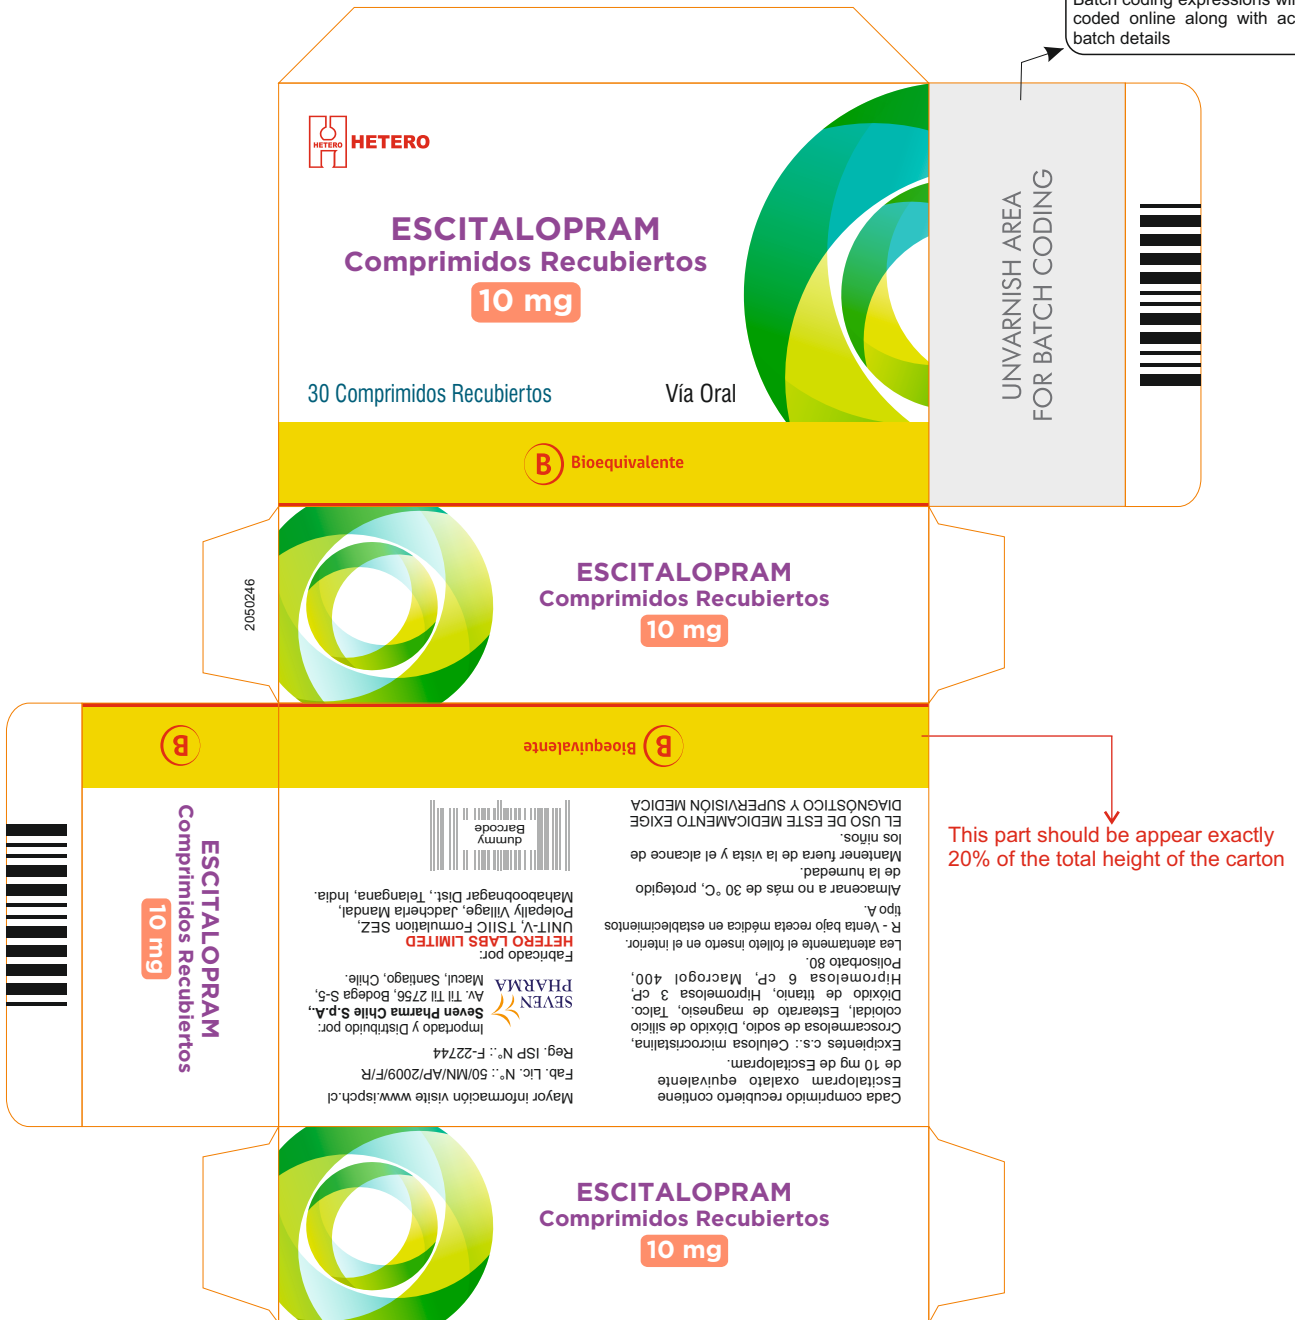 Batch coding expressions
coded online along with
batch details
HETERO
HETERO
ESCITALOPRAM
Comprimidos Recubiertos
10 mg
30 Comprimidos Recubiertos
Vía Oral
B Bioequivalente
UNVARNISH AREA
FOR BATCH CODING
2050246
ESCITALOPRAM
Comprimidos Recubiertos
10 mg
B
ESCITALOPRAM
Comprimidos Recubiertos
10 mg
B Bioequivalente
This part should be appear exactly
20% of the total height of the carton
Cada comprimido recubierto contiene
Escitalopram oxalato equivalente
de 10 mg de Escitalopram.
Excipientes c.s.: Celulosa microcristalina,
Croscarmelosa de sodio, Dióxido de silicio
coloidal, Estearato de magnesio, Talco.
Dióxido de titanio, Hipromelosa 3 cP,
Hipromelosa 6 cP, Macrogol 400,
Polisorbato 80.
Lea atentamente el folleto inserto en el interior.
R - Venta bajo receta médica en establecimientos
tipo A.
Almacenar a no más de 30 °C, protegido
de la humedad.
Mantener fuera de la vista y el alcance de
los niños.
EL USO DE ESTE MEDICAMENTO EXIGE
DIAGNÓSTICO Y SUPERVISIÓN MEDICA
Mayor información visite www.ispch.cl
Fab. Lic. N°.: 50/MN/AP/2009/F/R
Reg. ISP N°.: F-22744
Importado y Distribuido por:
Seven Pharma Chile S.p.A.,
Av. Til Til 2756, Bodega S-5,
Macul, Santiago, Chile.
SEVEN
PHARMA
Fabricado por:
HETERO LABS LIMITED
UNIT-V, TSIIC Formulation SEZ,
Polepally Village, Jadcherla Mandal,
Mahaboobnagar Dist., Telangana, India.
dummy
Barcode
ESCITALOPRAM
Comprimidos Recubiertos
10 mg